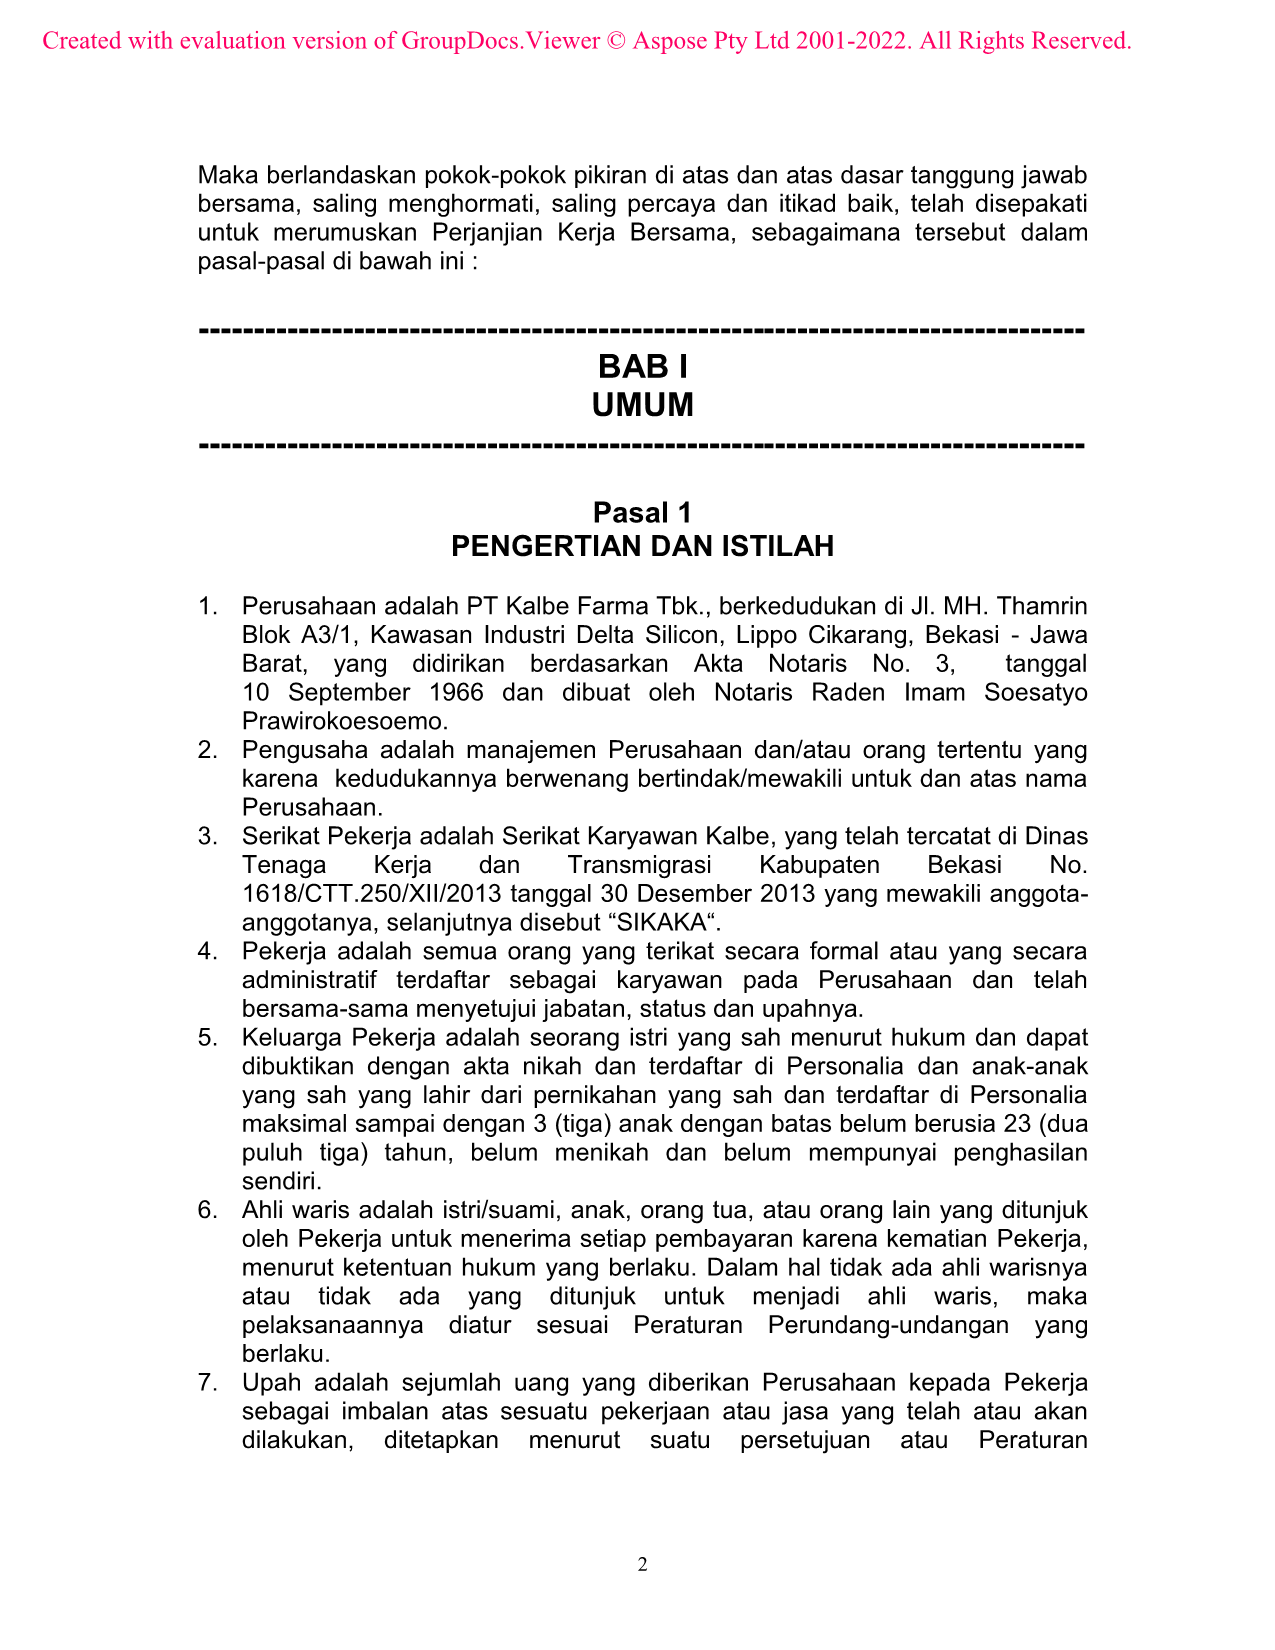 Created with evaluation version of GroupDocs.Viewer © Aspose Pty Ltd 2001-2022. All Rights Reserved.
Maka berlandaskan pokok-pokok pikiran di atas dan atas dasar tanggung jawab
bersama, saling menghormati, saling percaya dan itikad baik, telah disepakati
untuk merumuskan Perjanjian Kerja Bersama, sebagaimana tersebut dalam
pasal-pasal di bawah ini :
--------------------------------------------------------------------------------
BAB I
UMUM
--------------------------------------------------------------------------------
Pasal 1
PENGERTIAN DAN ISTILAH
1. Perusahaan adalah PT Kalbe Farma Tbk., berkedudukan di Jl. MH. Thamrin
Blok A3/1, Kawasan Industri Delta Silicon, Lippo Cikarang, Bekasi - Jawa
Barat, yang didirikan berdasarkan Akta Notaris No. 3, tanggal
10 September 1966 dan dibuat oleh Notaris Raden Imam Soesatyo
Prawirokoesoemo.
2. Pengusaha adalah manajemen Perusahaan dan/atau orang tertentu yang
karena kedudukannya berwenang bertindak/mewakili untuk dan atas nama
Perusahaan.
3. Serikat Pekerja adalah Serikat Karyawan Kalbe, yang telah tercatat di Dinas
Tenaga Kerja dan Transmigrasi Kabupaten Bekasi No.
1618/CTT.250/XII/2013 tanggal 30 Desember 2013 yang mewakili anggota-
anggotanya, selanjutnya disebut “SIKAKA“.
4. Pekerja adalah semua orang yang terikat secara formal atau yang secara
administratif terdaftar sebagai karyawan pada Perusahaan dan telah
bersama-sama menyetujui jabatan, status dan upahnya.
5. Keluarga Pekerja adalah seorang istri yang sah menurut hukum dan dapat
dibuktikan dengan akta nikah dan terdaftar di Personalia dan anak-anak
yang sah yang lahir dari pernikahan yang sah dan terdaftar di Personalia
maksimal sampai dengan 3 (tiga) anak dengan batas belum berusia 23 (dua
puluh tiga) tahun, belum menikah dan belum mempunyai penghasilan
sendiri.
6. Ahli waris adalah istri/suami, anak, orang tua, atau orang lain yang ditunjuk
oleh Pekerja untuk menerima setiap pembayaran karena kematian Pekerja,
menurut ketentuan hukum yang berlaku. Dalam hal tidak ada ahli warisnya
atau tidak ada yang ditunjuk untuk menjadi ahli waris, maka
pelaksanaannya diatur sesuai Peraturan Perundang-undangan yang
berlaku.
7. Upah adalah sejumlah uang yang diberikan Perusahaan kepada Pekerja
sebagai imbalan atas sesuatu pekerjaan atau jasa yang telah atau akan
dilakukan, ditetapkan menurut suatu persetujuan atau Peraturan
2